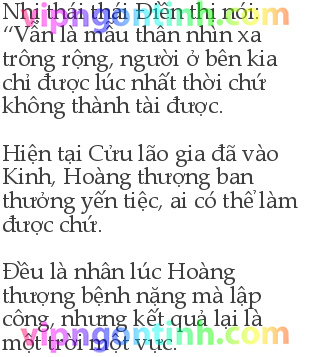 Nhị thái thái Điền thị nói:
“Vẫn là mẫu thân nhìn xa
trông rộng, người ở bên kia
chỉ được lúc nhất thời chứ
không thành tài được.
Hiện tại Cửu lão gia đã vào
Kinh, Hoàng thượng ban
thưởng yến tiệc, ai có thể làm
được chứ.
Đều là nhân lúc Hoàng
thượng bệnh nặng mà lập
công, nhưng kết quả lại là
một trời một vực.
vipngontinh.com
vipngontinh.com